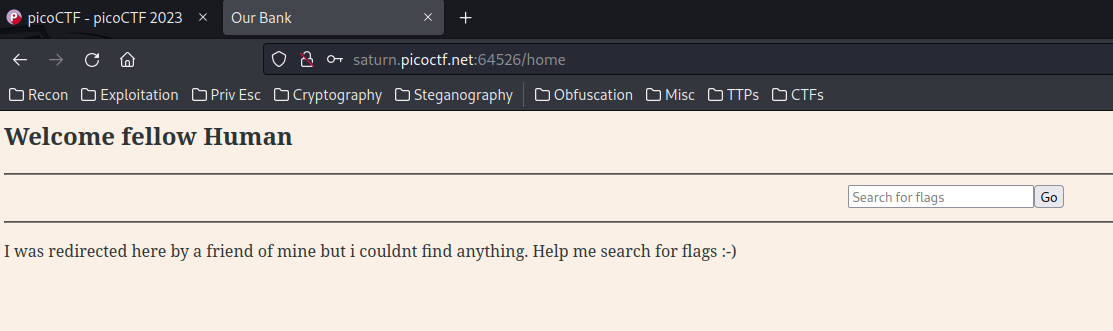 picoCTF - picoCTF 2023
Our Bank
saturn.picoctf.net:64526/home
Recon Exploitation Priv Esc Cryptography Steganography Obfuscation Misc TTPs CTFs
Welcome fellow Human
Search for flags Go
I was redirected here by a friend of mine but i couldnt find anything. Help me search for flags :-)